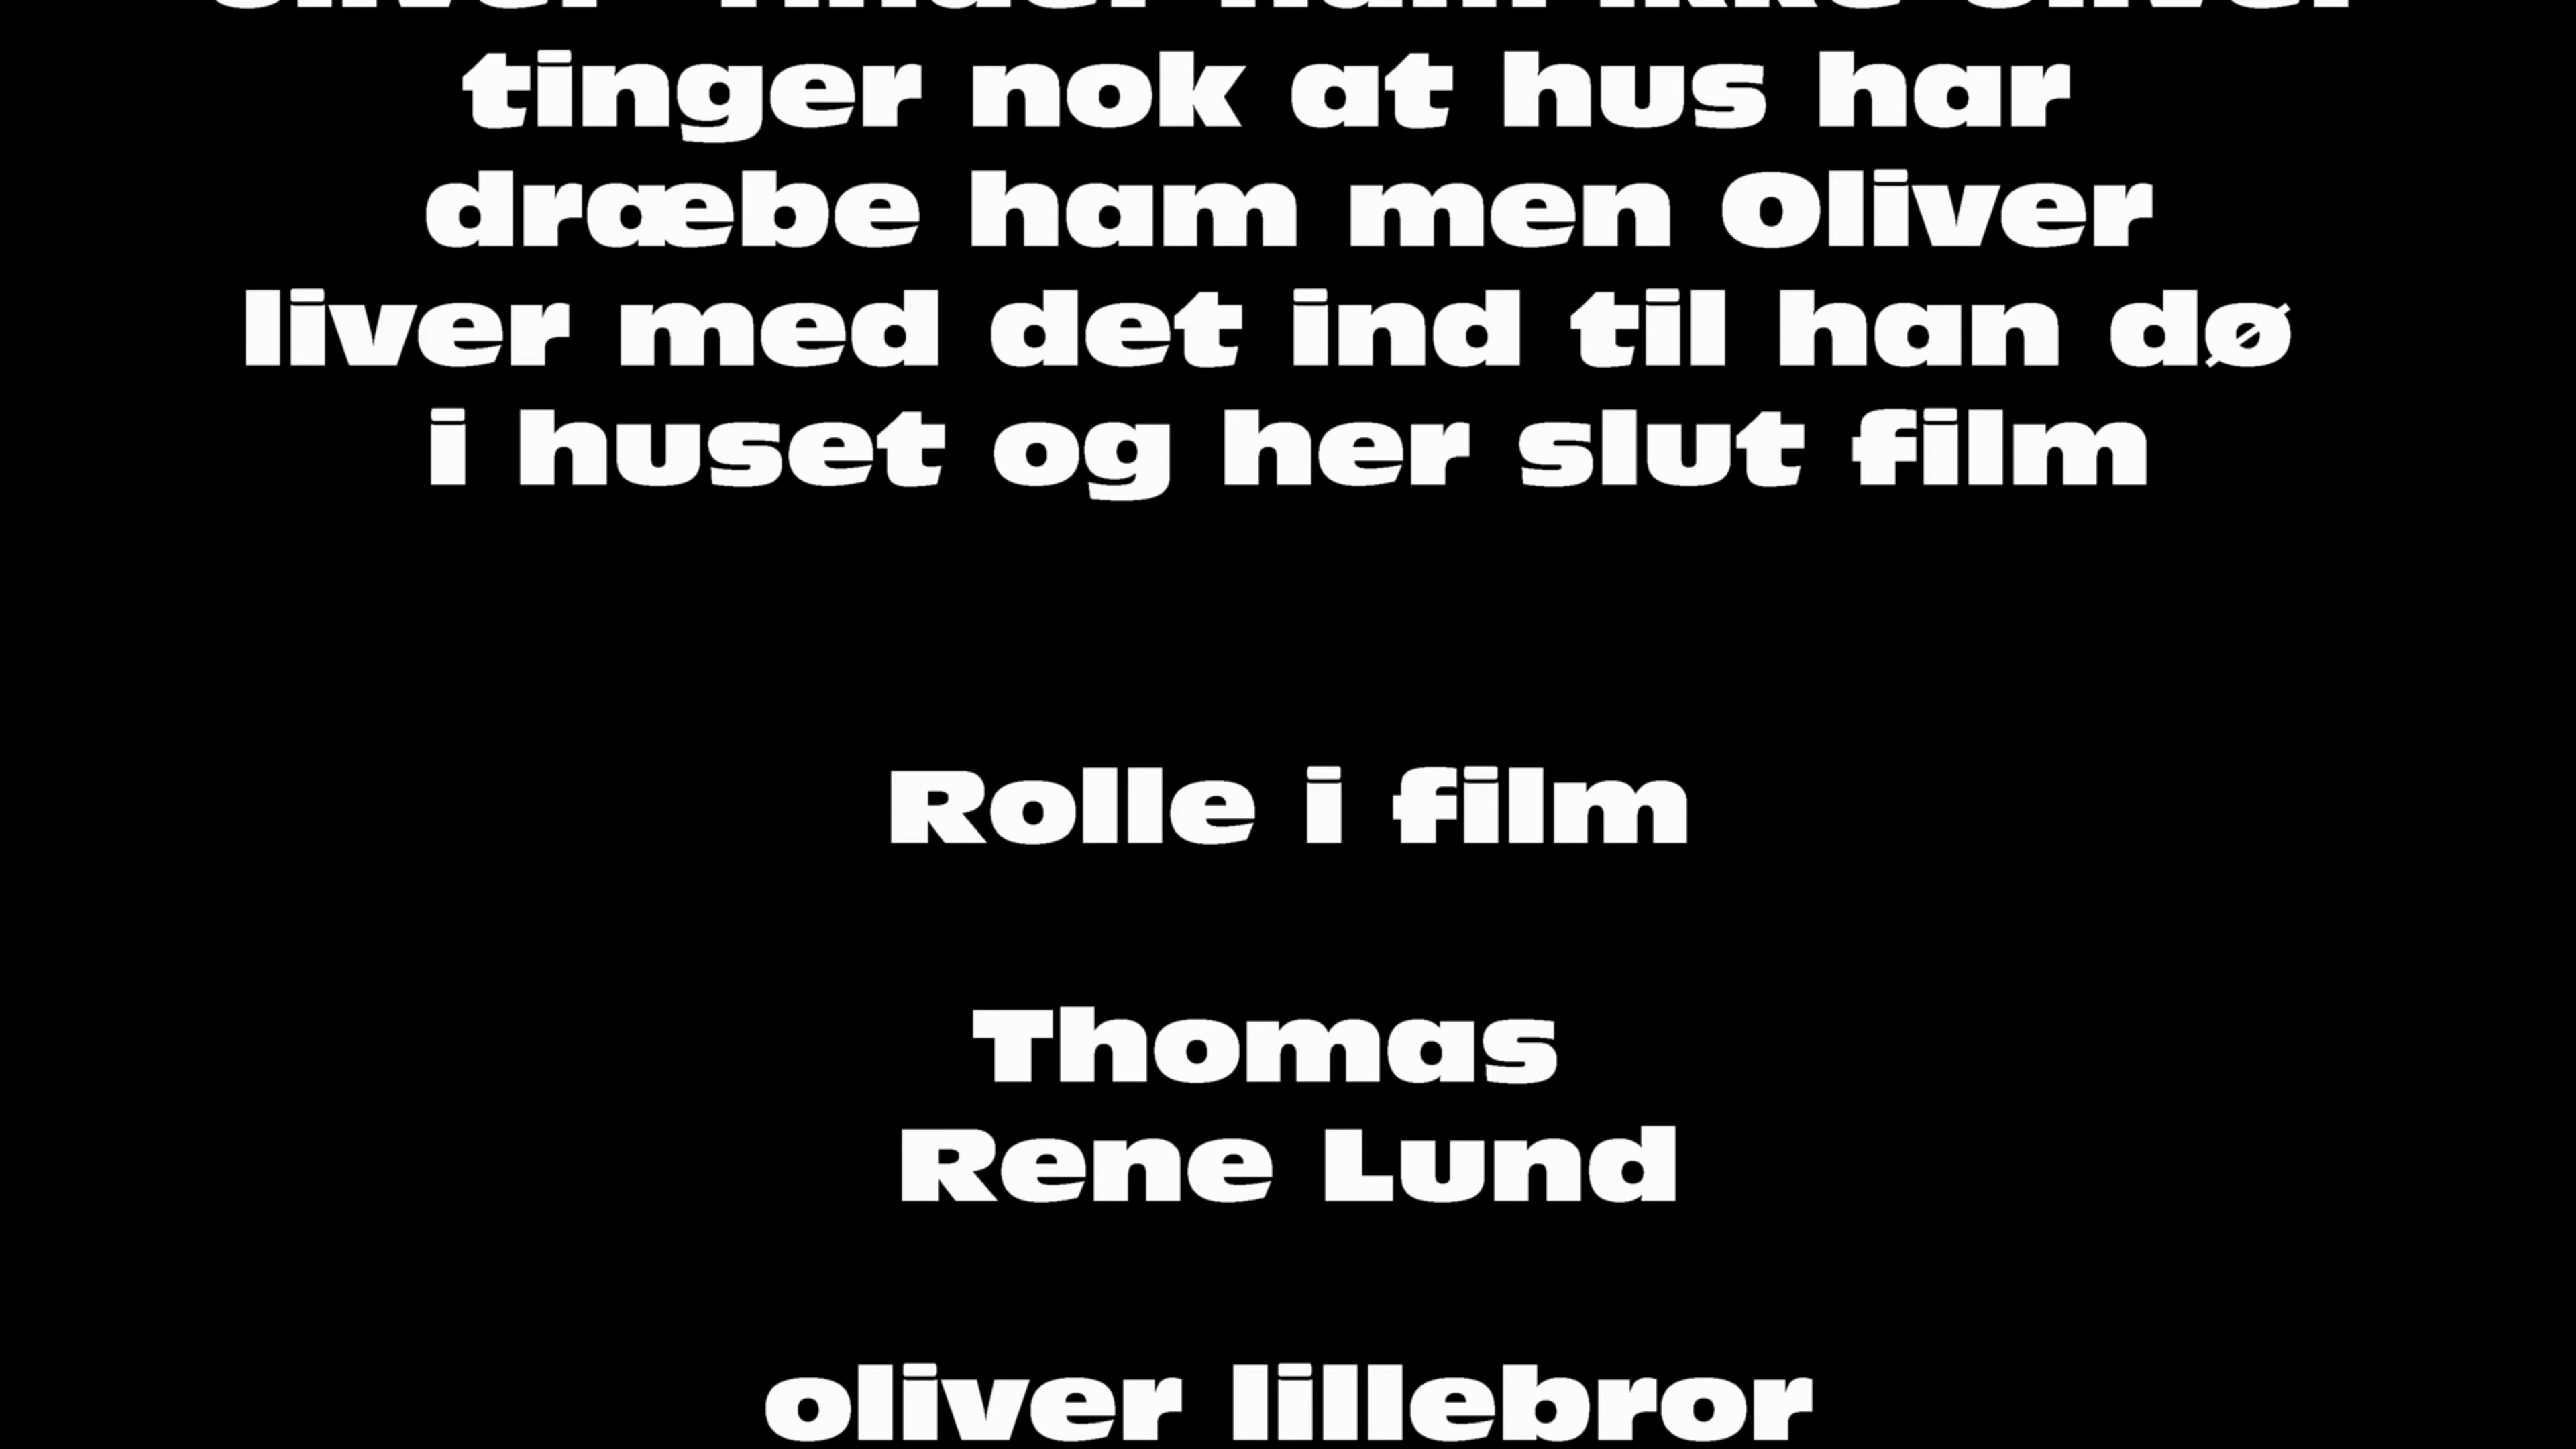 tinger nok at hus har
dræbe ham men Oliver
liver med det ind til han dø
i huset og her slut film
Rolle i film
Thomas
Rene Lund
oliver lillebror